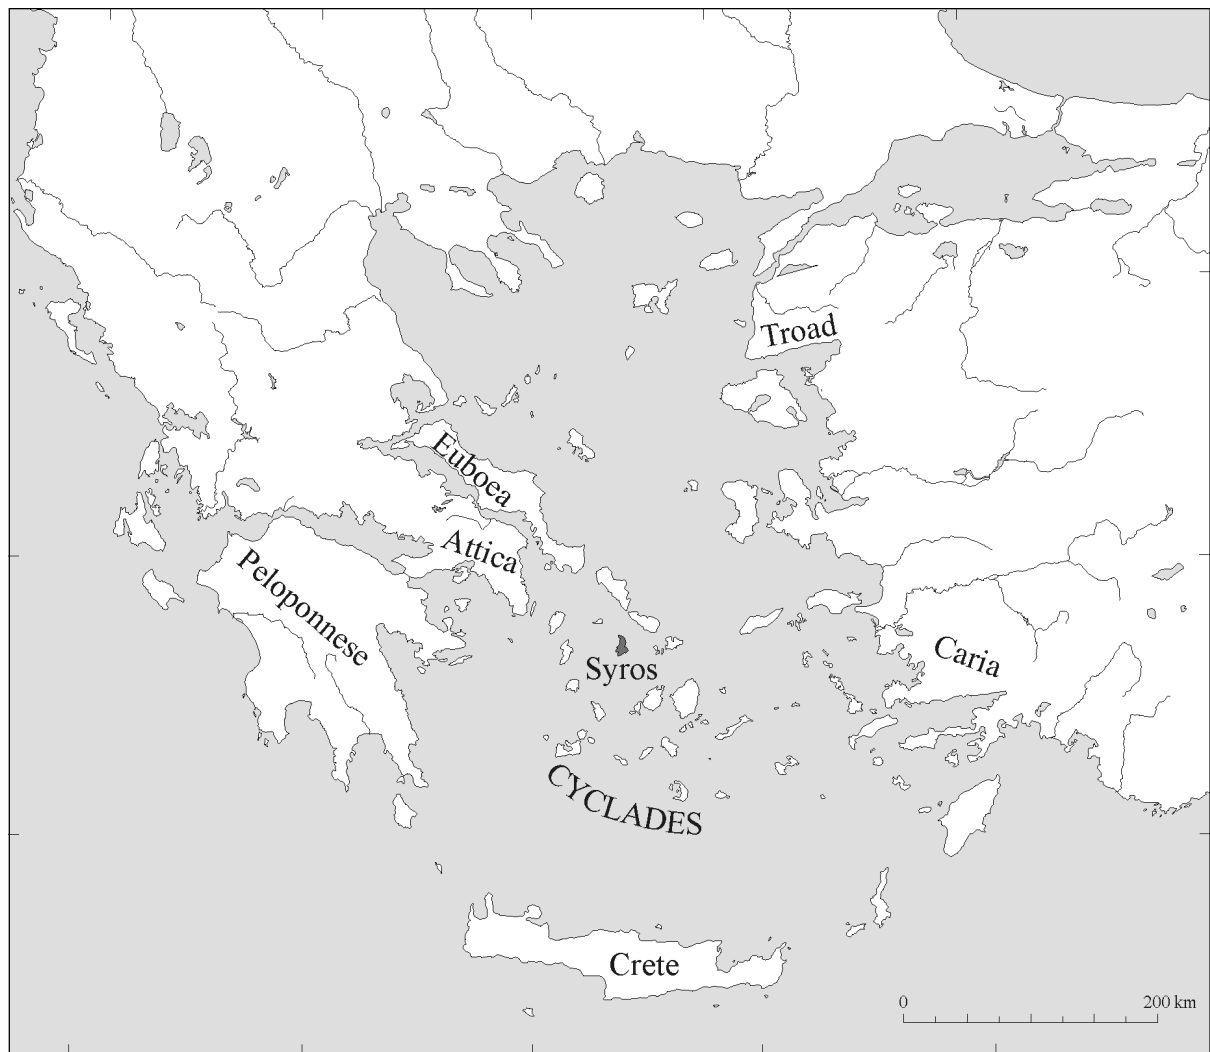 Troad
Euboea
Attica
Peloponnese
Caria
Syros
CYCLADES
Crete
0 200 km